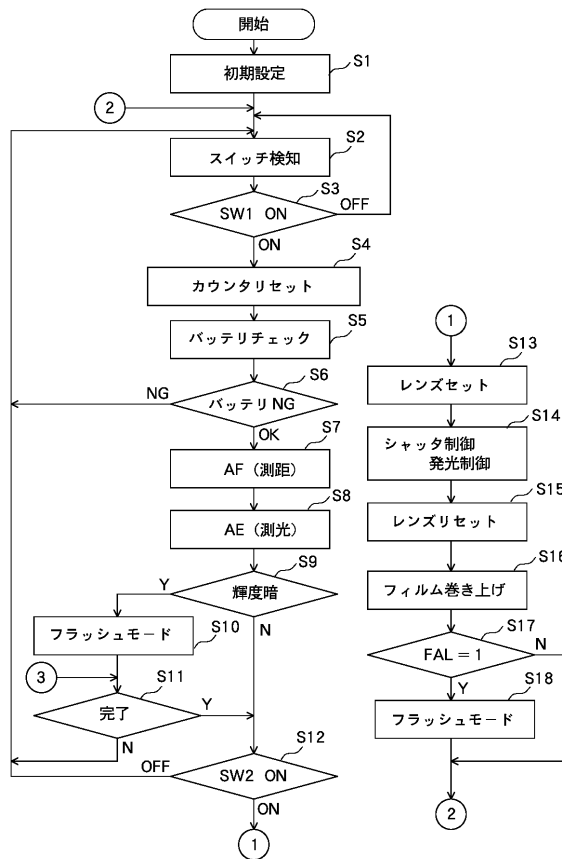 開始
初期設定
S1
2
スイッチ検知
S2
SW1 ON
S3
OFF
ON
カウンタリセット
S4
バッテリチェック
S5
バッテリNG
S6
NG
OK
AF（測距）
S7
AE（測光）
S8
輝度暗
S9
Y
N
フラッシュモード
S10
3
完了
S11
Y
N
SW2 ON
S12
OFF
ON
1
1
レンズセット
S13
シャッタ制御
発光制御
S14
レンズリセット
S15
フィルム巻き上げ
S16
FAL＝1
S17
N
Y
フラッシュモード
S18
2